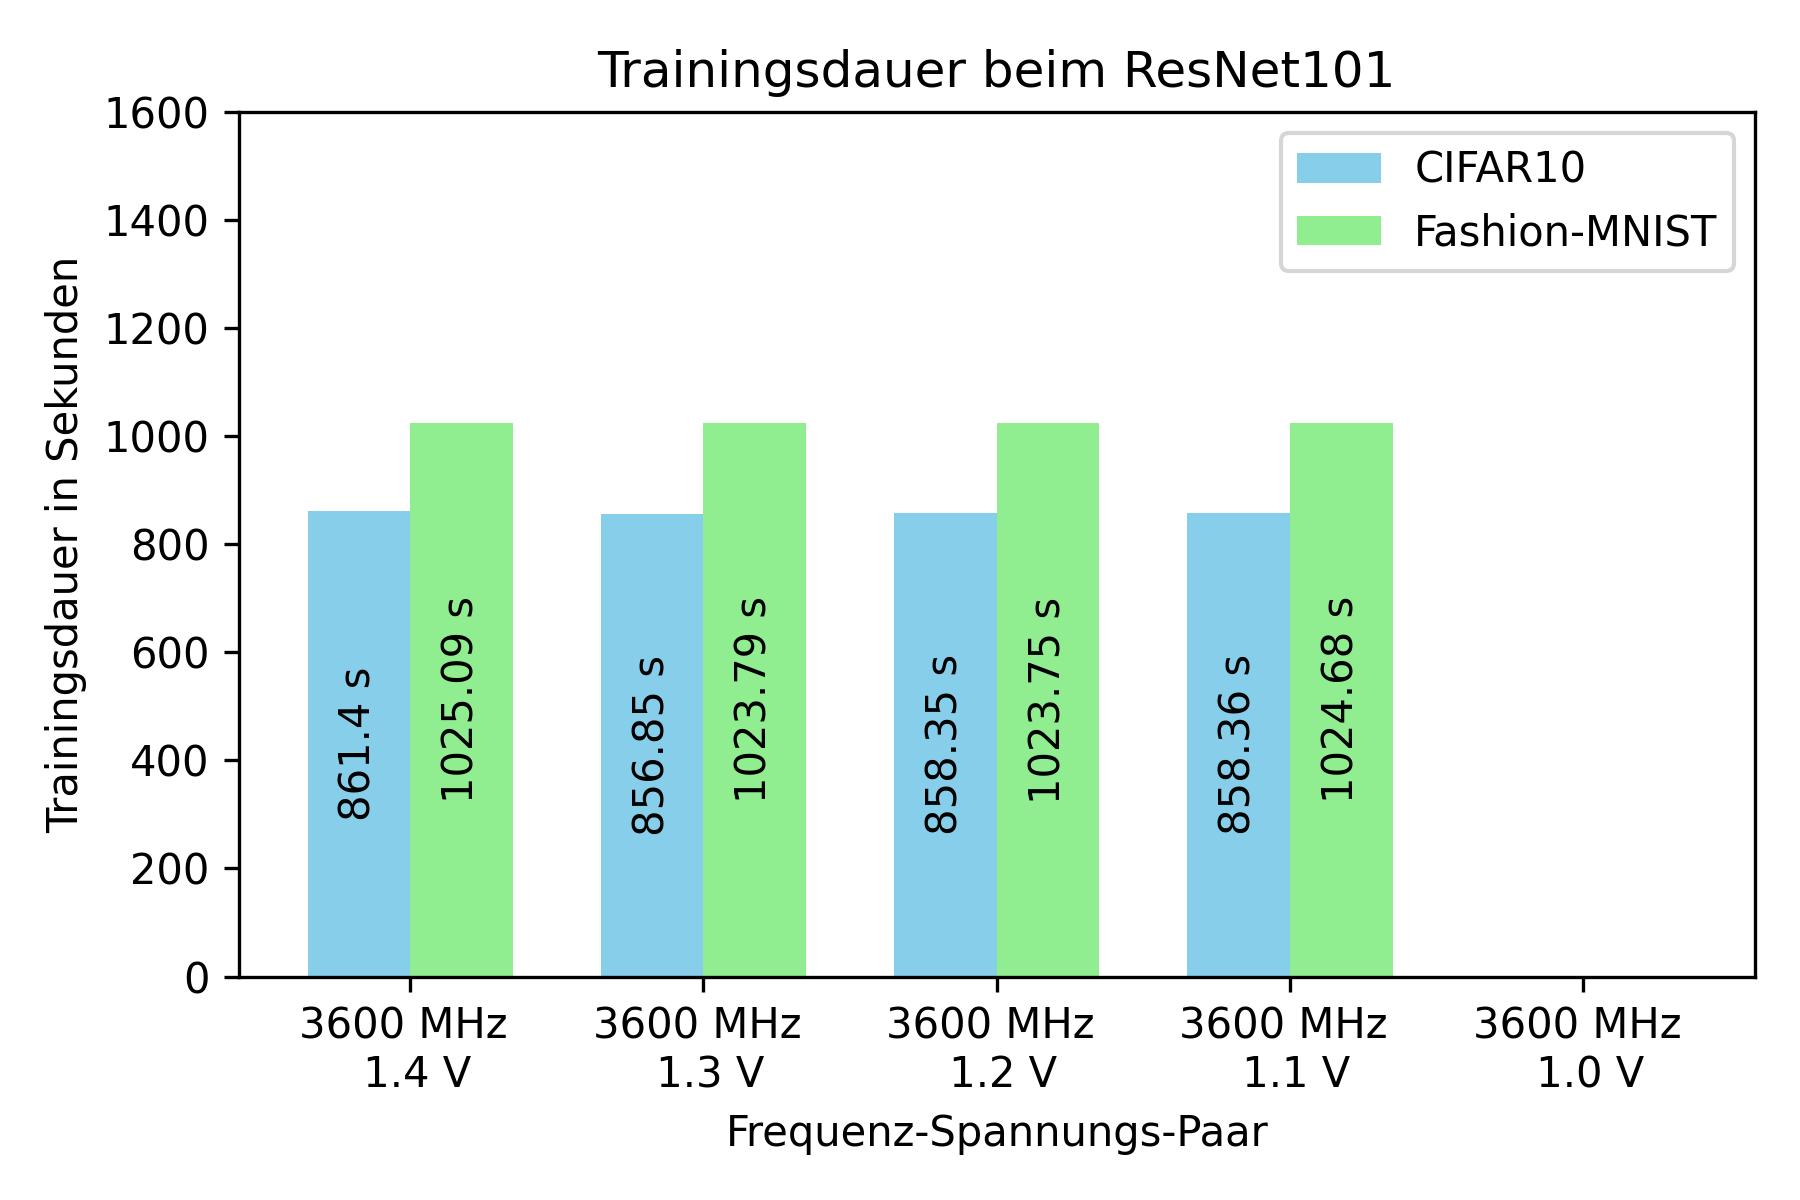 Trainingsdauer beim ResNet101
CIFAR10
Fashion-MNIST
Trainingsdauer in Sekunden
1600
1400
1200
1000
800
600
400
200
0
861.4 s
1025.09 s
856.85 s
1023.79 s
858.35 s
1023.75 s
858.36 s
1024.68 s
3600 MHz
1.4 V
3600 MHz
1.3 V
3600 MHz
1.2 V
3600 MHz
1.1 V
3600 MHz
1.0 V
Frequenz-Spannungs-Paar